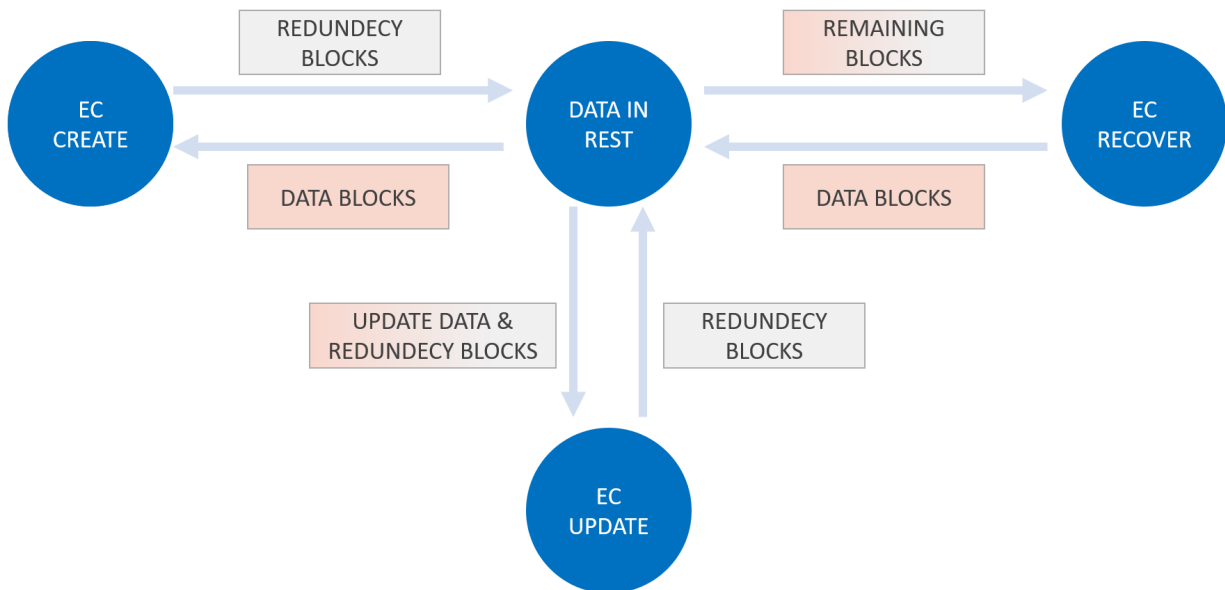 REDUNDECY
BLOCKS
REMAINING
BLOCKS
EC
CREATE
DATA IN
REST
EC
RECOVER
DATA BLOCKS
DATA BLOCKS
UPDATE DATA &
REDUNDECY BLOCKS
REDUNDECY
BLOCKS
EC
UPDATE